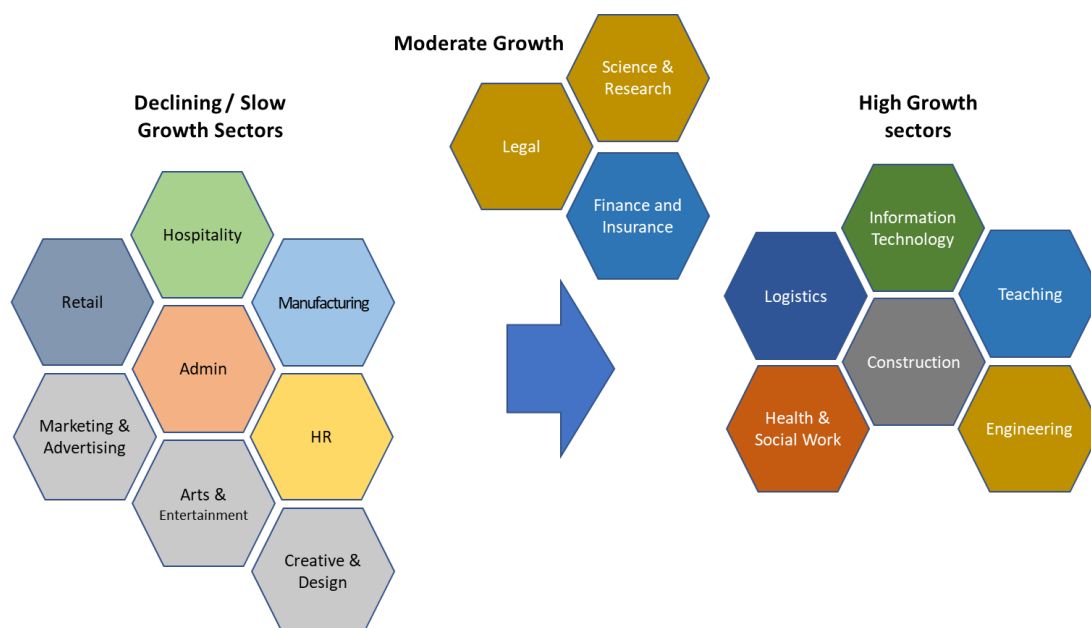 Declining / Slow
Growth Sectors
Hospitality
Retail
Manufacturing
Admin
Marketing &
Advertising
HR
Arts &
Entertainment
Creative &
Design
Moderate Growth
Science &
Research
Legal
Finance and
Insurance
High Growth
sectors
Information
Technology
Logistics
Teaching
Construction
Health &
Social Work
Engineering